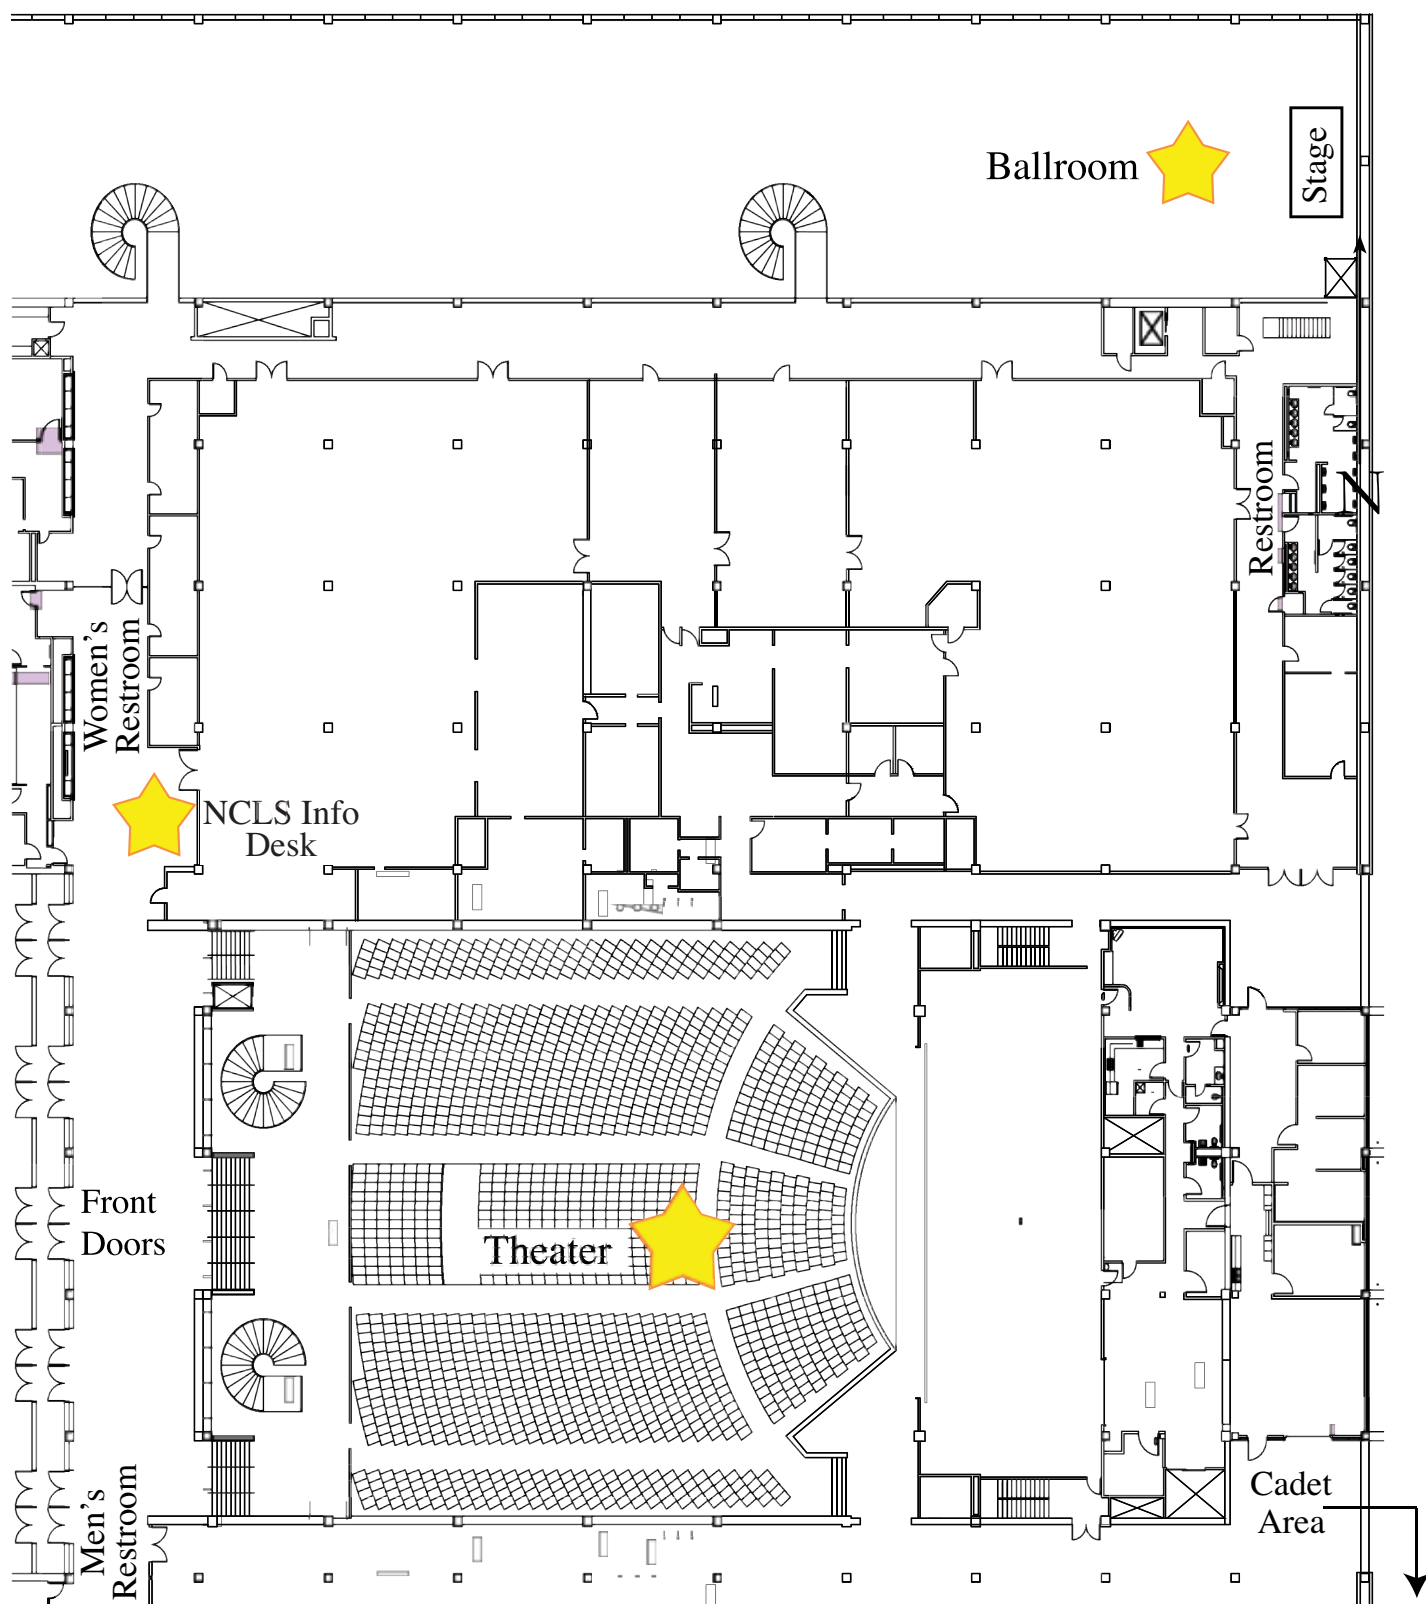 Ballroom
Stage
N
Restroom
Women's
Restroom
NCLS Info
Desk
Front
Doors
Theater
Men's
Restroom
Cadet
Area